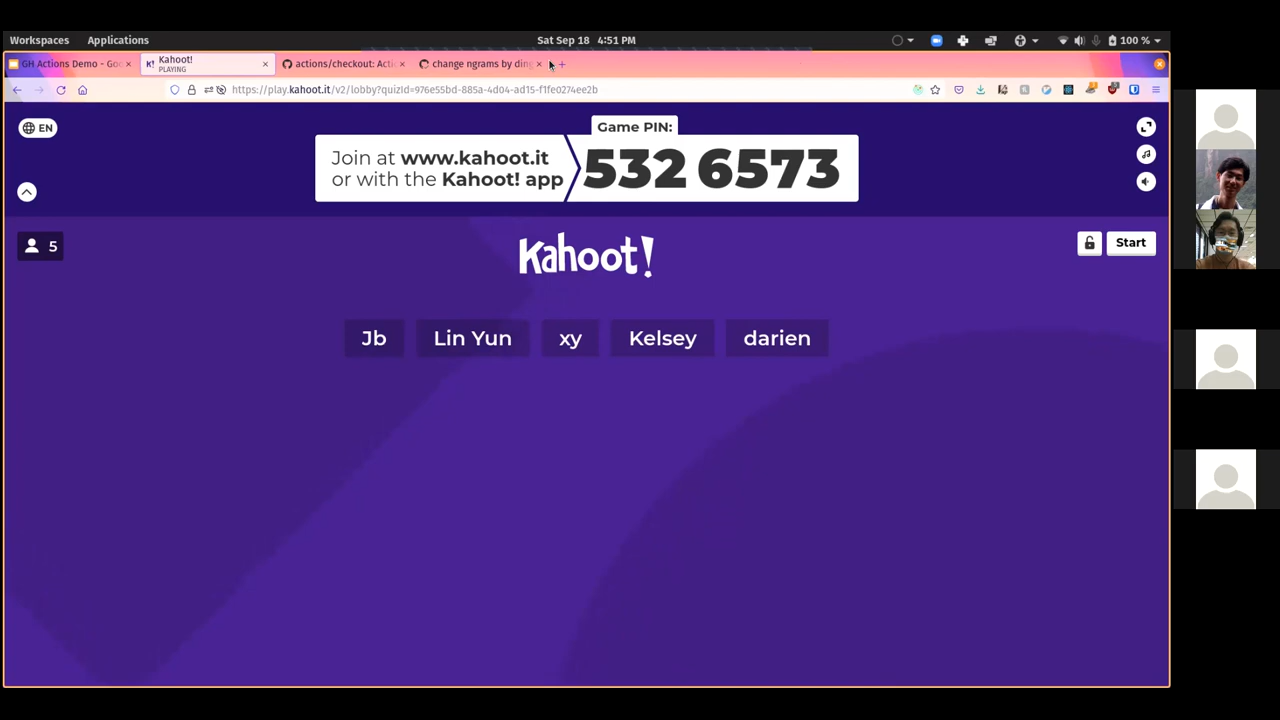 Workspaces Applications Sat Sep 18 4:51 PM 100 %
GH Actions Demo - Goo Kahoot! PLAYING actions/checkout: Acti change ngrams by ding
https://play.kahoot.it/v2/lobby?quizId=976e55bd-885a-4d04-ad15-f1fe0274ee2b
EN
Game PIN:
Join at www.kahoot.it
or with the Kahoot! app
532 6573
5
Kahoot!
Start
Jb Lin Yun xy Kelsey darien